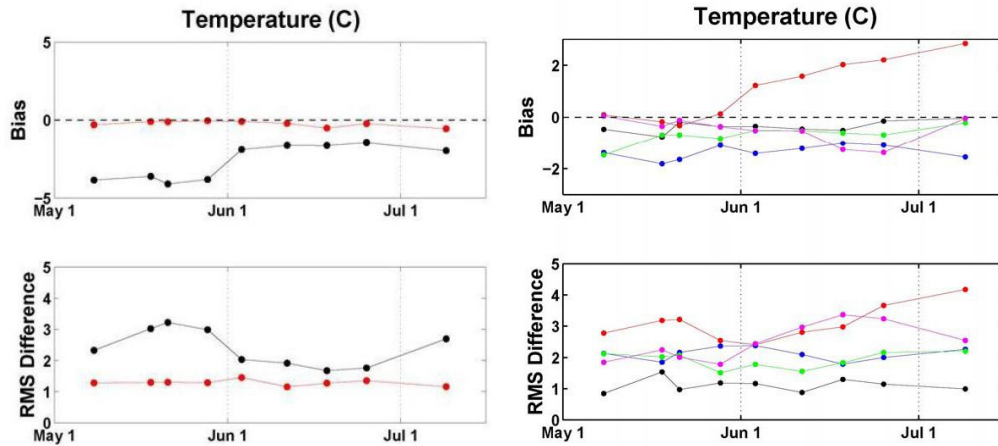 Temperature (C)
Bias
5
0
−5
May 1
Jun 1
Jul 1
RMS Difference
5
4
3
2
1
0
May 1
Jun 1
Jul 1
Temperature (C)
Bias
2
0
−2
May 1
Jun 1
Jul 1
RMS Difference
5
4
3
2
1
0
May 1
Jun 1
Jul 1